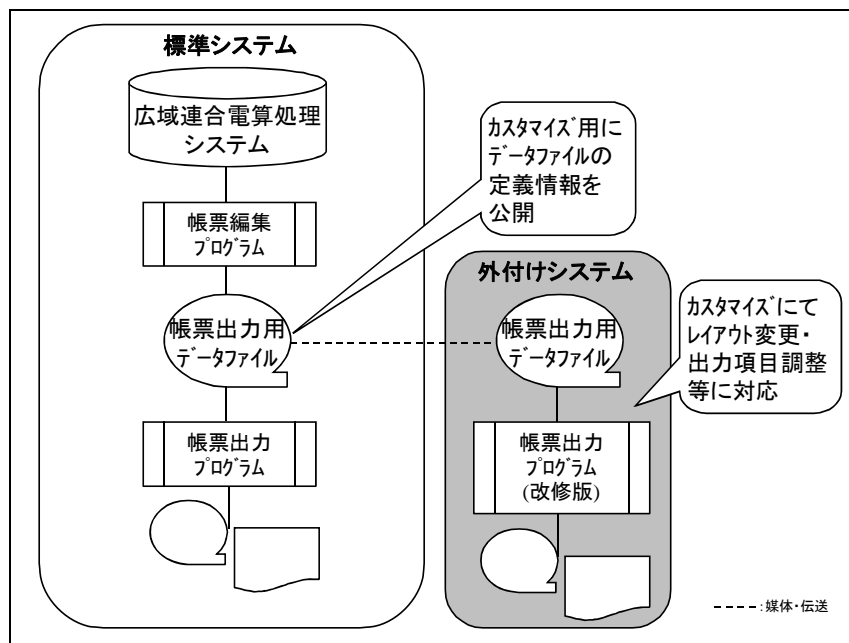 標準システム
広域連合電算処理
システム
帳票編集
プログラム
帳票出力用
データファイル
帳票出力
プログラム
カスタマイズ用に
データファイルの
定義情報を
公開
外付けシステム
帳票出力用
データファイル
帳票出力
プログラム
(改修版)
カスタマイズにて
レイアウト変更・
出力項目調整
等に対応
-----:媒体・伝送